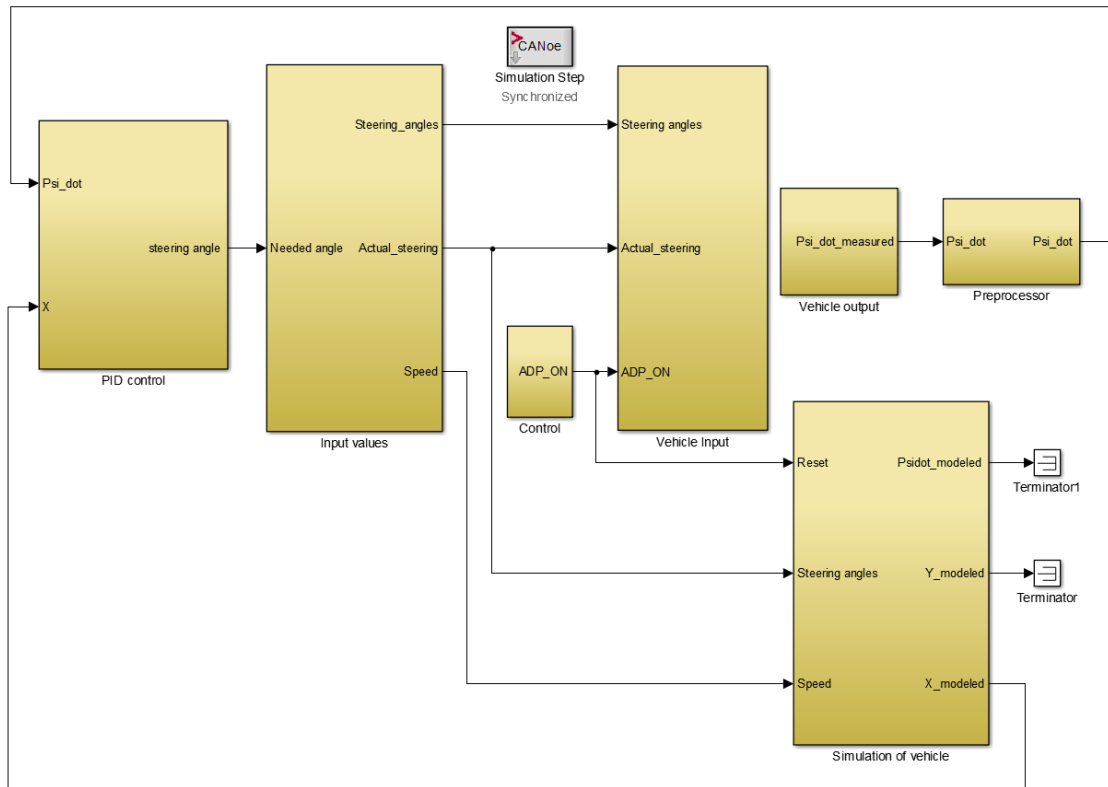 CANoe
Simulation Step
Synchronized
Psi_dot
steering angle
X
PID control
Steering_angles
Needed angle
Actual_steering
Speed
Input values
ADP_ON
Control
Steering angles
Actual_steering
ADP_ON
Vehicle Input
Psi_dot_measured
Vehicle output
Psi_dot
Psi_dot
Preprocessor
Reset
Psidot_modeled
Steering angles
Y_modeled
Speed
X_modeled
Simulation of vehicle
Terminator1
Terminator